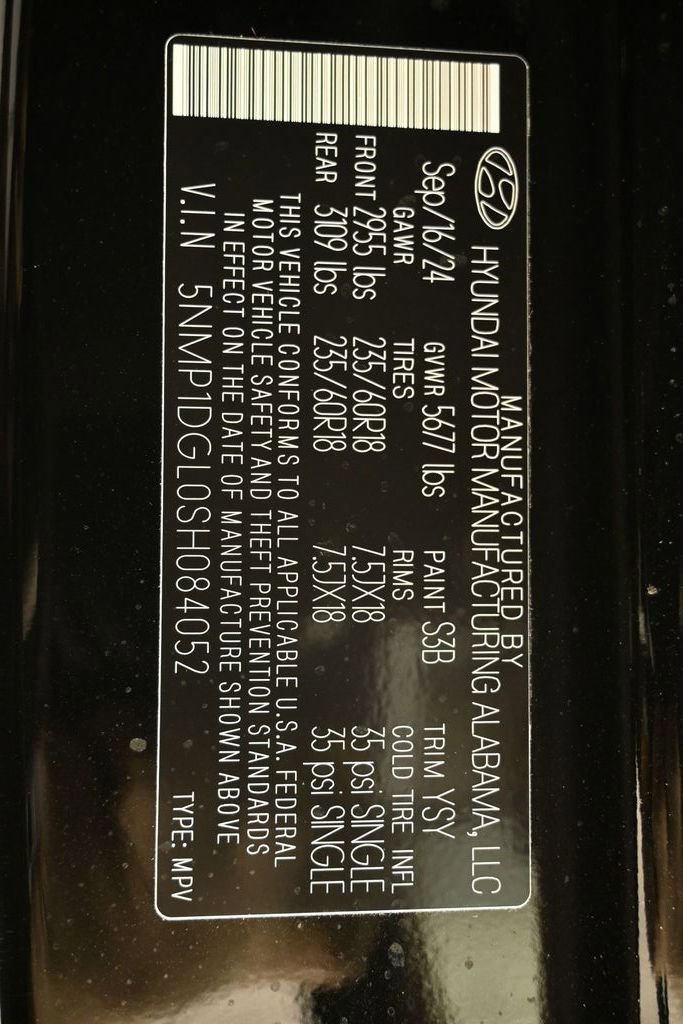 MANUFACTURED BY
HYUNDAI MOTOR MANUFACTURING ALABAMA, LLC
Sep/16/24 GVWR 5677 lbs PAINT S3B TRIM YSY
GAWR TIRES RIMS COLD TIRE INFL
FRONT 2955 lbs 235/60R18 7.5JX18 35 psi SINGLE
REAR 3109 lbs 235/60R18 7.5JX18 35 psi SINGLE
THIS VEHICLE CONFORMS TO ALL APPLICABLE U.S.A. FEDERAL
MOTOR VEHICLE SAFETY AND THEFT PREVENTION STANDARDS
IN EFFECT ON THE DATE OF MANUFACTURE SHOWN ABOVE
V.I.N 5NMP1DGL0SH084052 TYPE: MPV